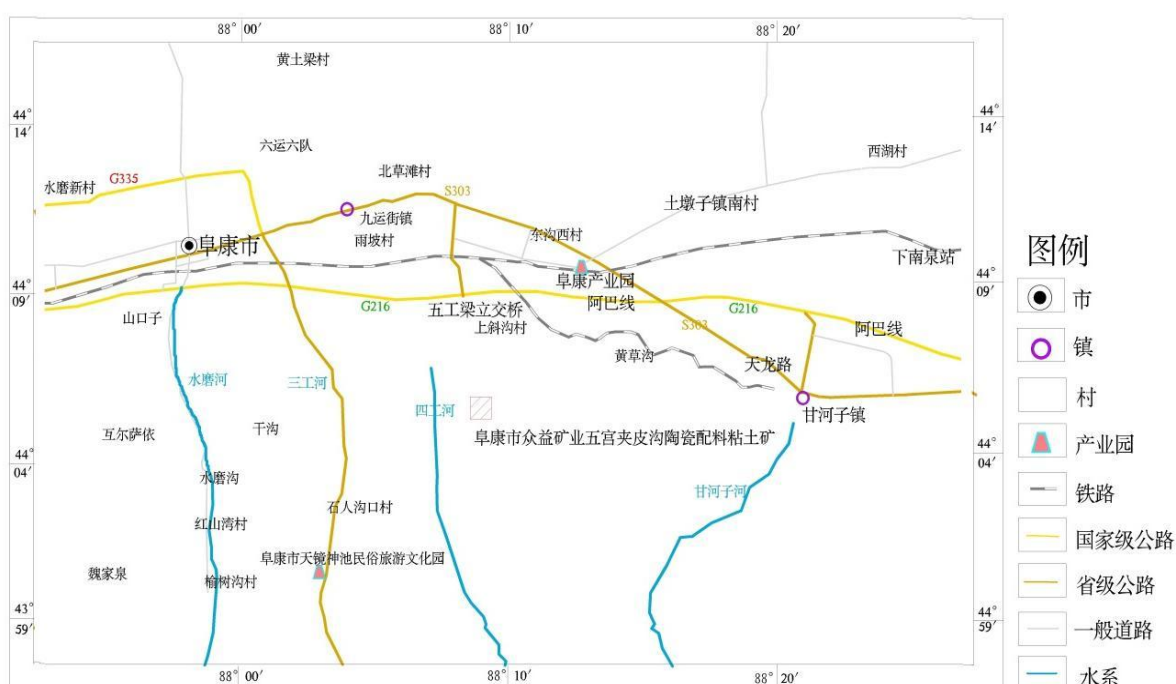 88° 00′
88° 10′
88° 20′
黄土梁村
44°
14′
44°
14′
六运六队
西湖村
北草滩村
水磨新村
G335
S303
土墩子镇南村
九运街镇
东沟西村
雨坡村
阜康市
下南泉站
图例
阜康产业园
44°
09′
44°
09′
阿巴线
市
G216
五工梁立交桥
G216
山口子
上斜沟村
S303
阿巴线
镇
黄草沟
天龙路
水磨河
三工河
村
四工河
甘河子镇
互尔萨依
干沟
阜康市众益矿业五宫夹皮沟陶瓷配料粘土矿
产业园
44°
04′
44°
04′
水磨沟
甘河子河
铁路
石人沟口村
红山湾村
国家级公路
阜康市天镜神池民俗旅游文化园
魏家泉
榆树沟村
省级公路
43°
59′
44°
59′
一般道路
88° 00′
88° 10′
88° 20′
水系